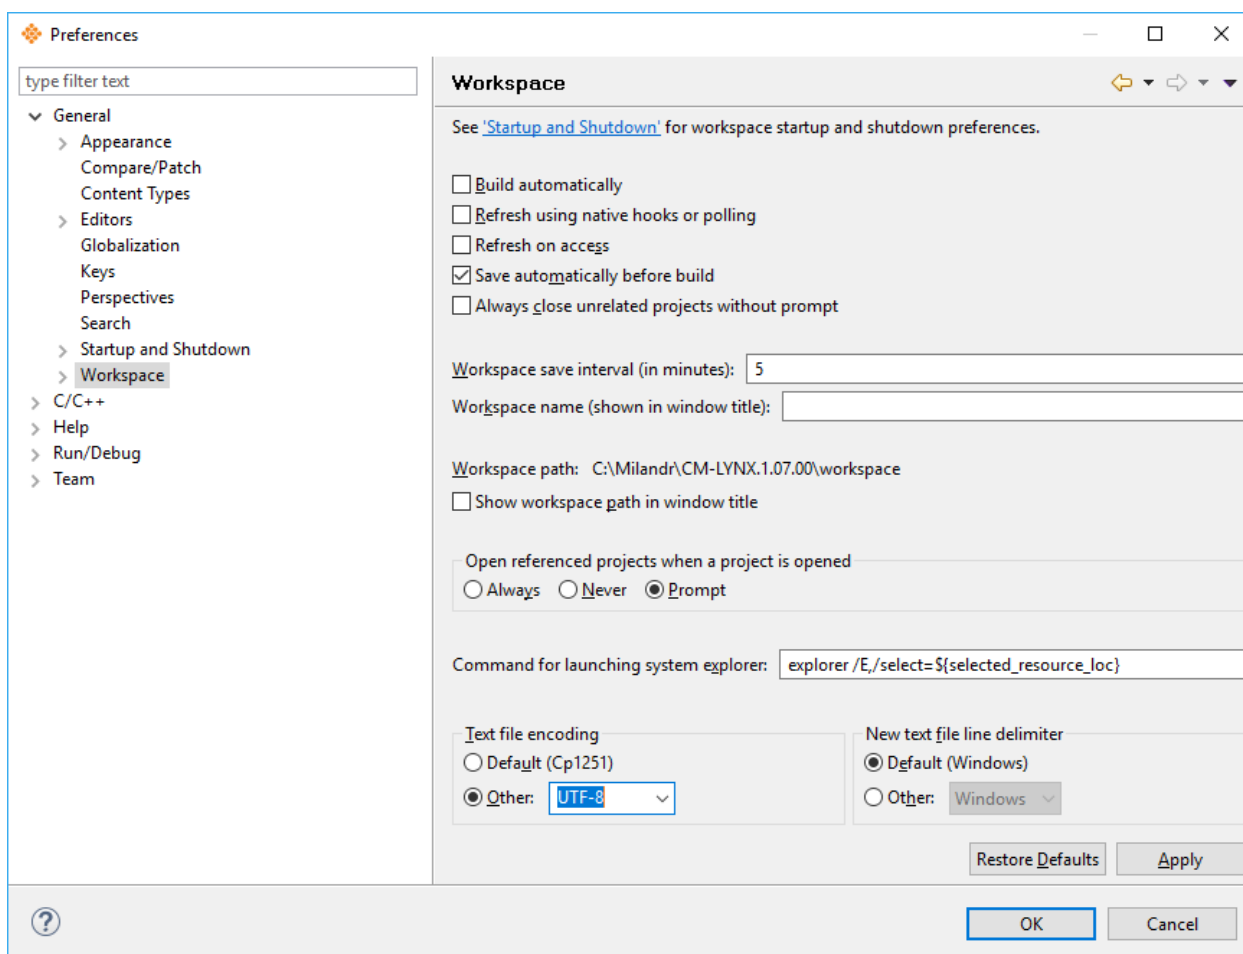 Preferences
type filter text
General
Appearance
Compare/Patch
Content Types
Editors
Globalization
Keys
Perspectives
Search
Startup and Shutdown
Workspace
C/C++
Help
Run/Debug
Team
Workspace
See 'Startup and Shutdown' for workspace startup and shutdown preferences.
Build automatically
Refresh using native hooks or polling
Refresh on access
Save automatically before build
Always close unrelated projects without prompt
Workspace save interval (in minutes): 5
Workspace name (shown in window title):
Workspace path: C:\Milandr\CM-LYNX.1.07.00\workspace
Show workspace path in window title
Open referenced projects when a project is opened
Always Never Prompt
Command for launching system explorer: explorer /E,/select=${selected_resource_loc}
Text file encoding
Default (Cp1251)
Other: UTF-8
New text file line delimiter
Default (Windows)
Other: Windows
Restore Defaults Apply
? OK Cancel